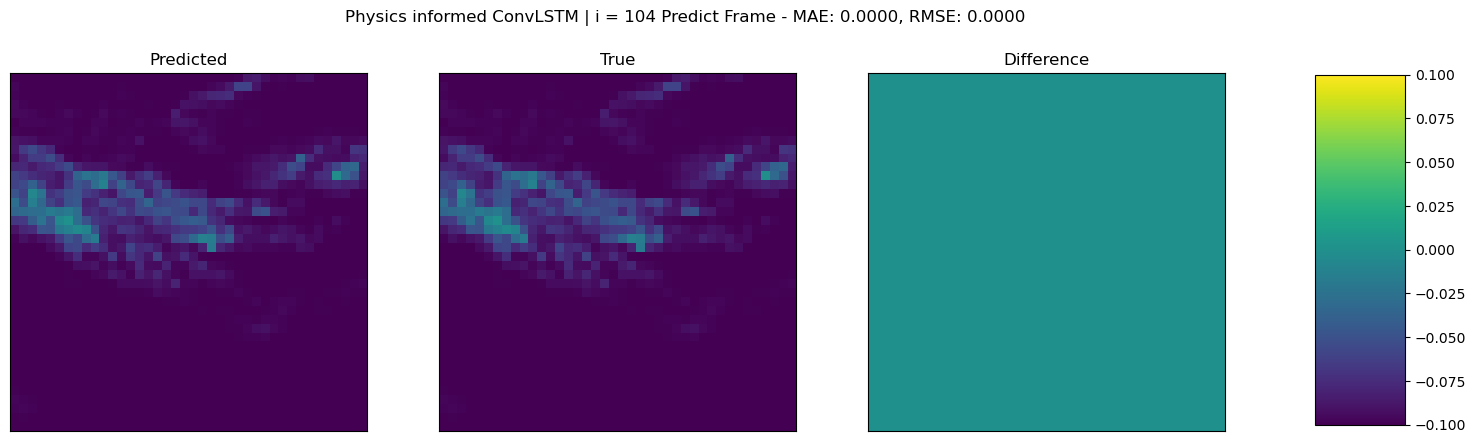 Physics informed ConvLSTM | i = 104 Predict Frame - MAE: 0.0000, RMSE: 0.0000
Predicted
True
Difference
0.100
0.075
0.050
0.025
0.000
−0.025
−0.050
−0.075
−0.100